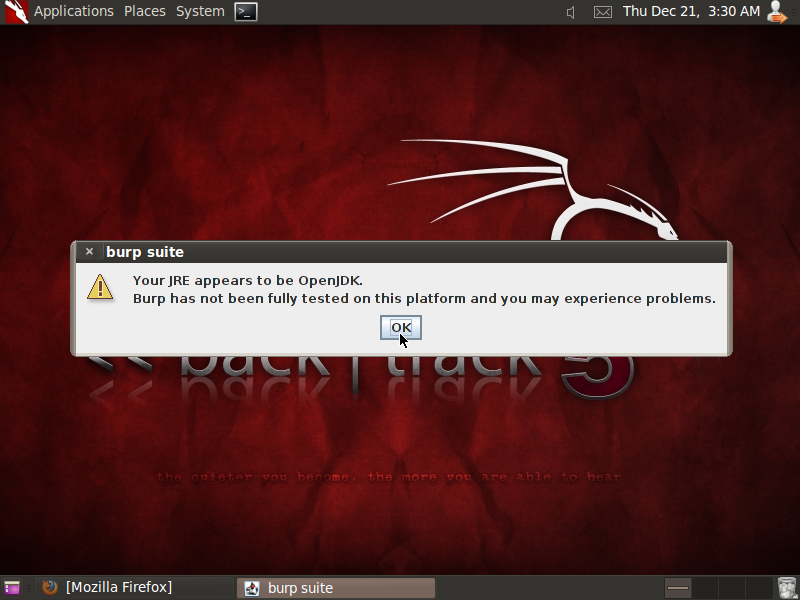 Applications Places System Thu Dec 21, 3:30 AM
burp suite
Your JRE appears to be OpenJDK.
Burp has not been fully tested on this platform and you may experience problems.
OK
<< back | track 5
the quieter you become, the more you are able to hear
[Mozilla Firefox] burp suite